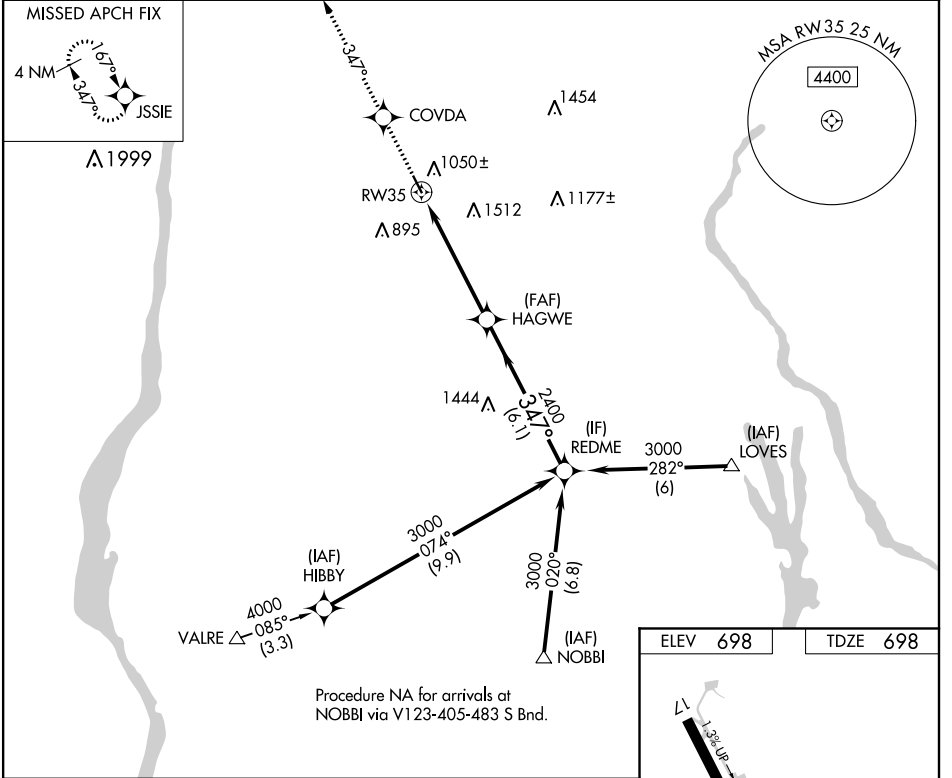 MISSED APCH FIX
4 NM
167°
347°
JSSIE
1999
347°
COVDA
1454
1050±
RW35
1512
1177±
895
MSA RW35 25 NM
4400
(FAF)
HAGWE
1444
2400
347°
(6.1)
(IF)
REDME
3000
282°
(6)
(IAF)
LOVES
3000
074°
(9.9)
(IAF)
HIBBY
4000
085°
(3.3)
VALRE
3000
020°
(6.8)
(IAF)
NOBBI
Procedure NA for arrivals at
NOBBI via V123-405-483 S Bnd.
ELEV 698
TDZE 698
17
1.3% UP